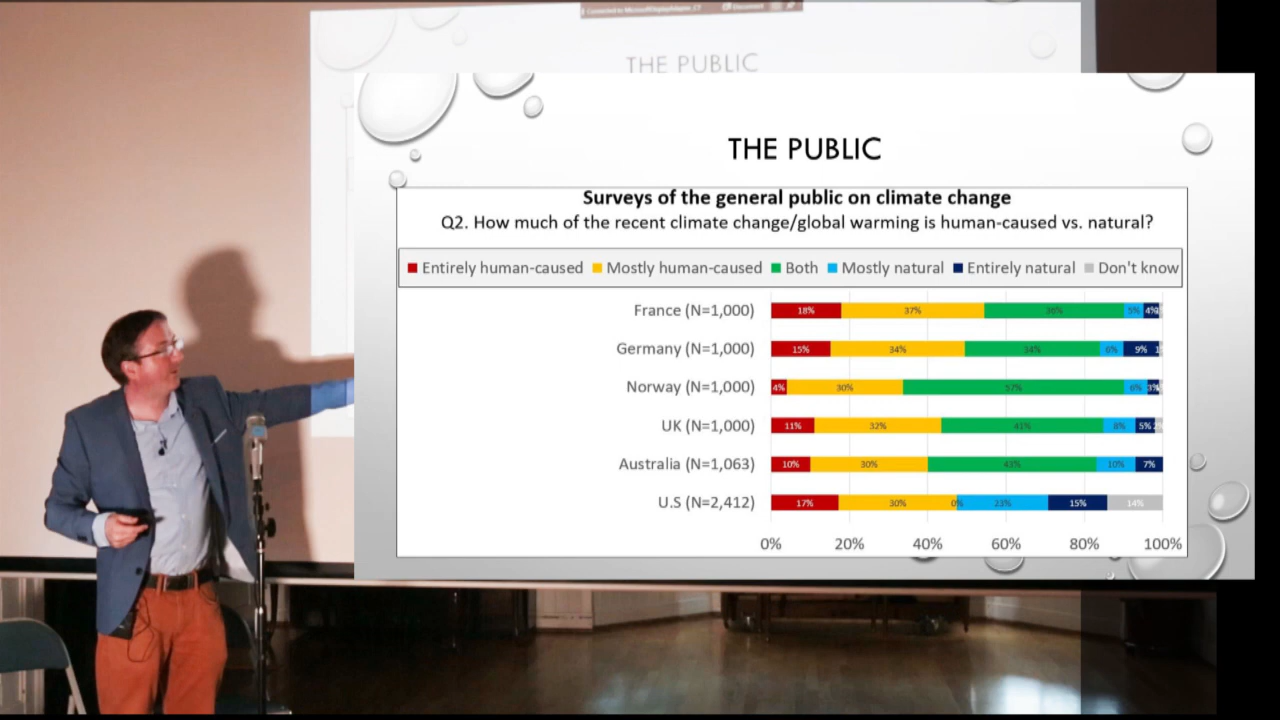 THE PUBLIC
THE PUBLIC
Surveys of the general public on climate change
Q2. How much of the recent climate change/global warming is human-caused vs. natural?
Entirely human-caused Mostly human-caused Both Mostly natural Entirely natural Don't know
France (N=1,000) 18% 37% 36% 5% 4%
Germany (N=1,000) 15% 34% 34% 6% 9% 1
Norway (N=1,000) 4% 30% 57% 6% 3%
UK (N=1,000) 11% 32% 41% 8% 5% 2%
Australia (N=1,063) 10% 30% 43% 10% 7%
U.S (N=2,412) 17% 30% 0% 23% 15% 14%
0% 20% 40% 60% 80% 100%